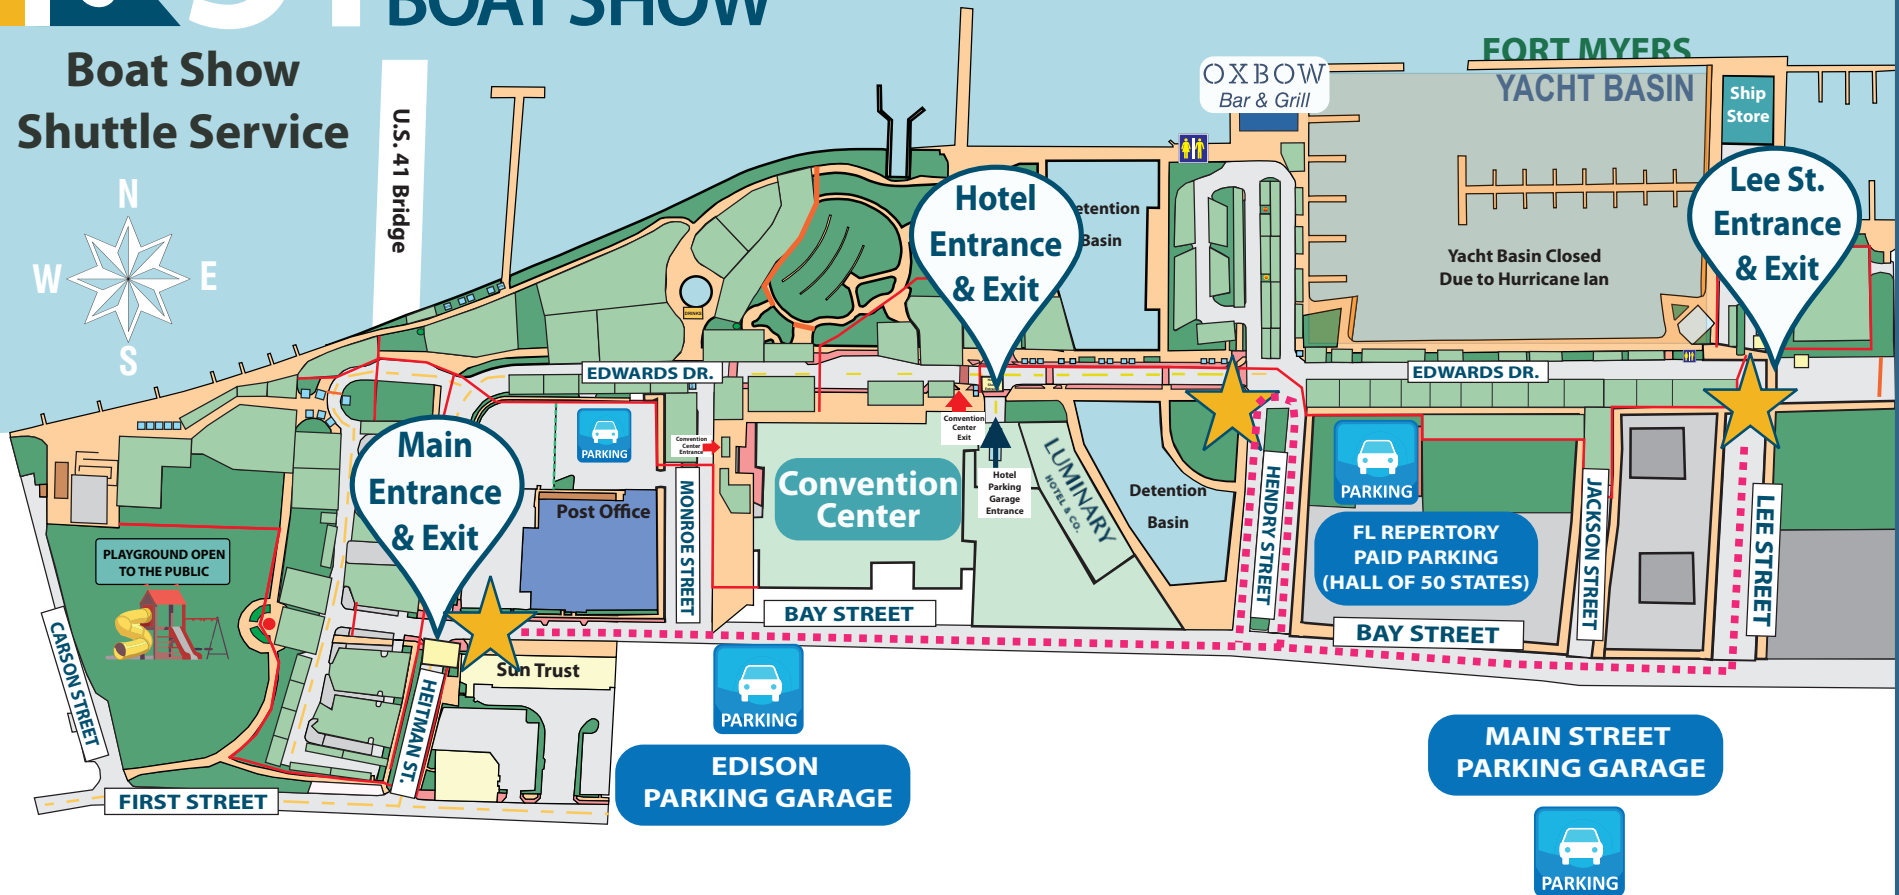 BOAT SHOW
Boat Show
Shuttle Service
N
W
E
S
U.S. 41 Bridge
OXBOW
Bar & Grill
FORT MYERS
YACHT BASIN
Ship
Store
Yacht Basin Closed
Due to Hurricane Ian
etention
Basin
Hotel
Entrance
& Exit
Lee St.
Entrance
& Exit
DRINKS
EDWARDS DR.
EDWARDS DR.
Main
Entrance
& Exit
PARKING
Convention
Center
Entrance
Convention
Center
Exit
Hotel
Parking
Garage
Entrance
Convention
Center
LUMINARY
HOTEL & CO.
Detention
Basin
PARKING
FL REPERTORY
PAID PARKING
(HALL OF 50 STATES)
Post Office
MONROE STREET
HENDRY STREET
JACKSON STREET
LEE STREET
PLAYGROUND OPEN
TO THE PUBLIC
BAY STREET
BAY STREET
CARSON STREET
HEITMAN ST.
Sun Trust
PARKING
EDISON
PARKING GARAGE
MAIN STREET
PARKING GARAGE
PARKING
FIRST STREET